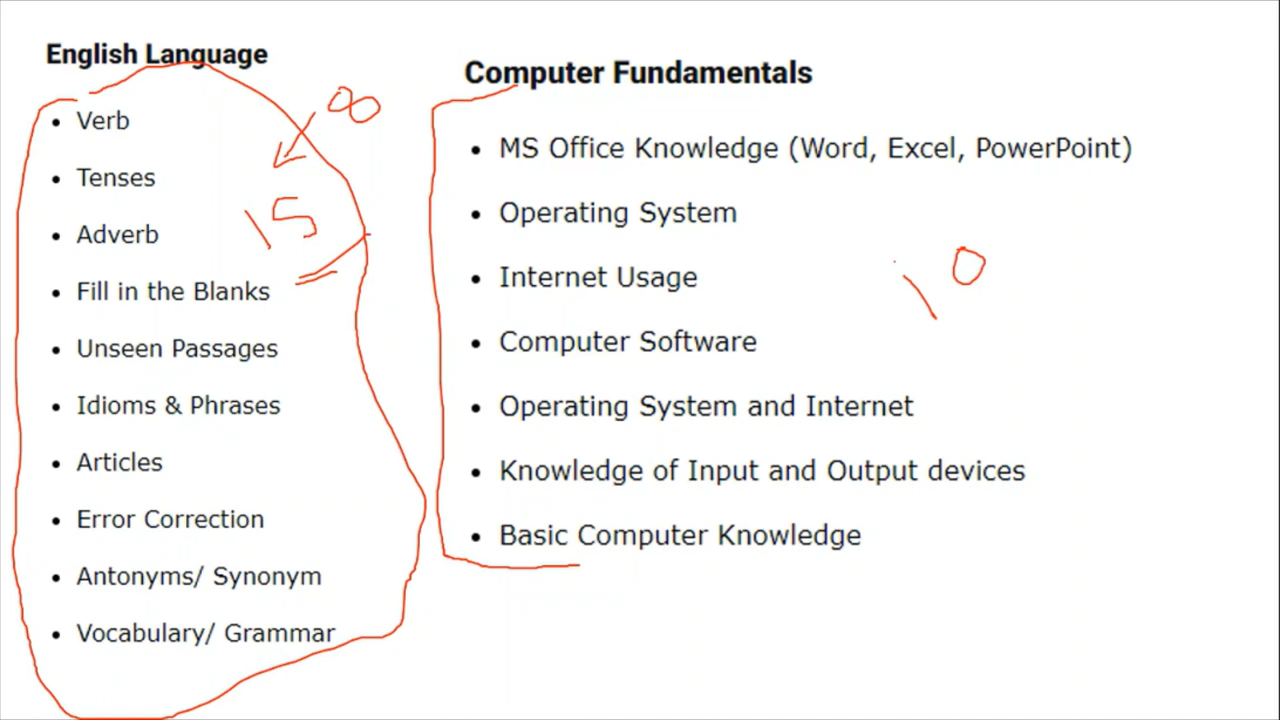 English Language
• Verb
• Tenses
• Adverb
• Fill in the Blanks
• Unseen Passages
• Idioms & Phrases
• Articles
• Error Correction
• Antonyms/ Synonym
• Vocabulary/ Grammar
15
Computer Fundamentals
• MS Office Knowledge (Word, Excel, PowerPoint)
• Operating System
• Internet Usage
• Computer Software
• Operating System and Internet
• Knowledge of Input and Output devices
• Basic Computer Knowledge
10